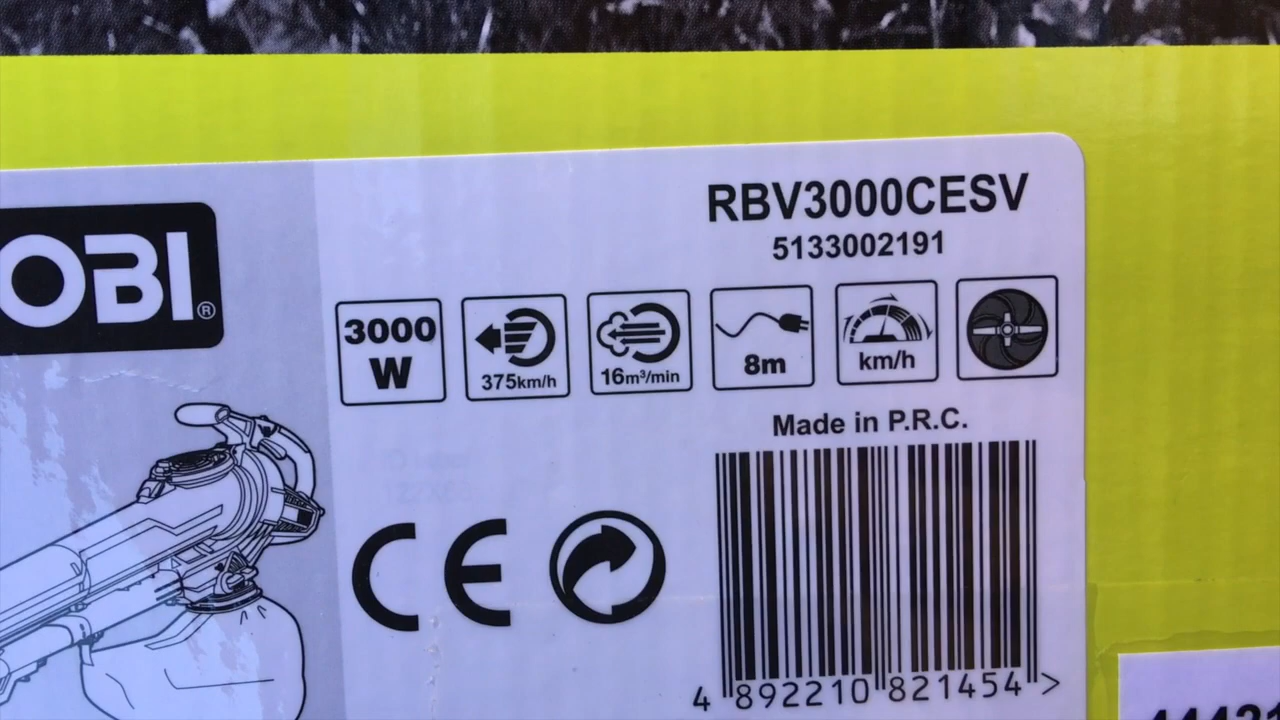 RBV3000CESV
5133002191
OBI®
3000 W
375km/h
16m³/min
8m
km/h
Made in P.R.C.
CE
4 892210 821454 >